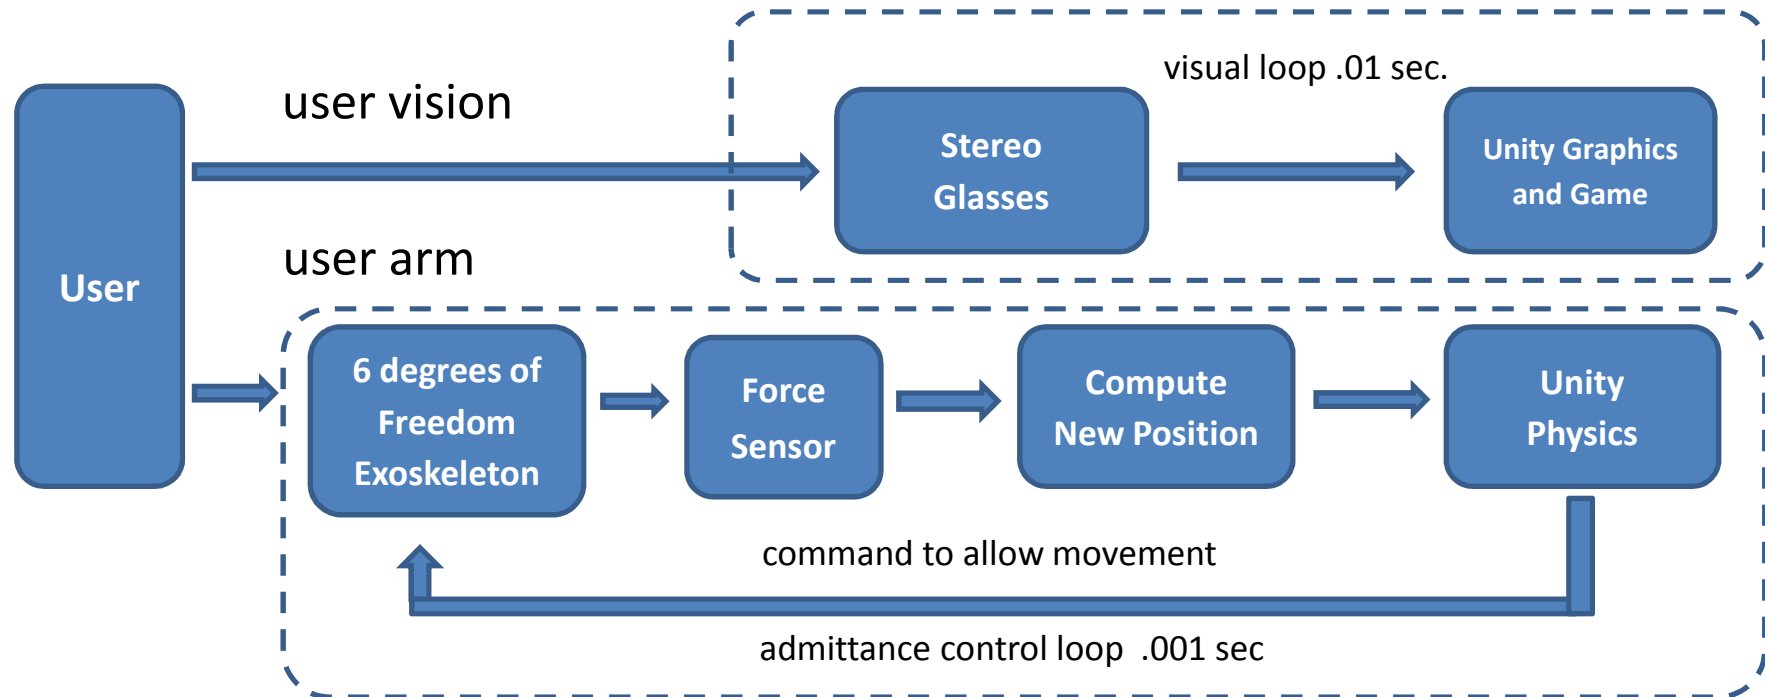 User
user vision
visual loop .01 sec.
Stereo
Glasses
Unity Graphics
and Game
user arm
6 degrees of
Freedom
Exoskeleton
Force
Sensor
Compute
New Position
Unity
Physics
command to allow movement
admittance control loop .001 sec